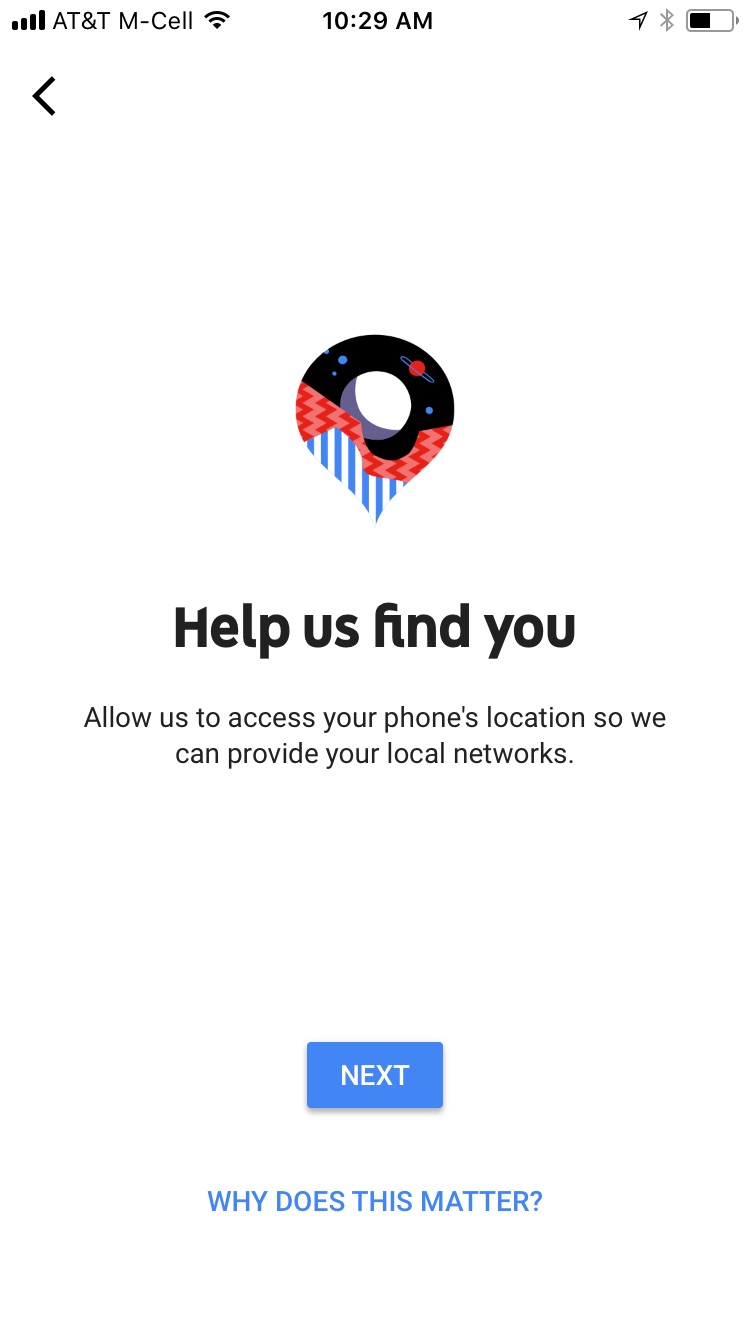 AT&T M-Cell 10:29 AM
Help us find you
Allow us to access your phone's location so we
can provide your local networks.
NEXT
WHY DOES THIS MATTER?